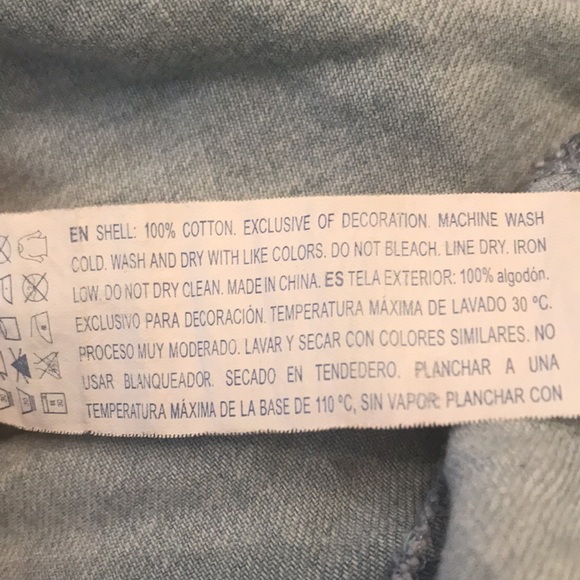 EN SHELL: 100% COTTON. EXCLUSIVE OF DECORATION. MACHINE WASH
COLD. WASH AND DRY WITH LIKE COLORS. DO NOT BLEACH. LINE DRY. IRON
LOW. DO NOT DRY CLEAN. MADE IN CHINA. ES TELA EXTERIOR: 100% algodón.
EXCLUSIVO PARA DECORACIÓN. TEMPERATURA MÁXIMA DE LAVADO 30 ºC.
PROCESO MUY MODERADO. LAVAR Y SECAR CON COLORES SIMILARES. NO
USAR BLANQUEADOR. SECADO EN TENDEDERO. PLANCHAR A UNA
TEMPERATURA MÁXIMA DE LA BASE DE 110 ºC, SIN VAPOR: PLANCHAR CON